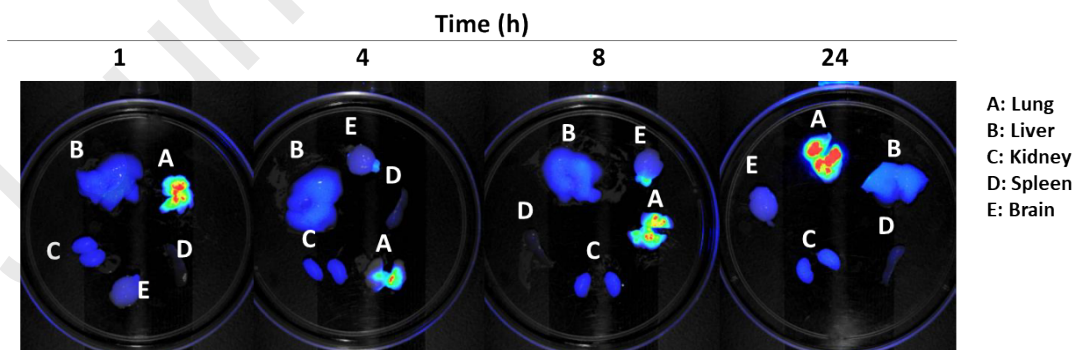 Time (h)
1 4 8 24
B A C D E
E B D C A
B E A D C
A B E C D
A: Lung
B: Liver
C: Kidney
D: Spleen
E: Brain